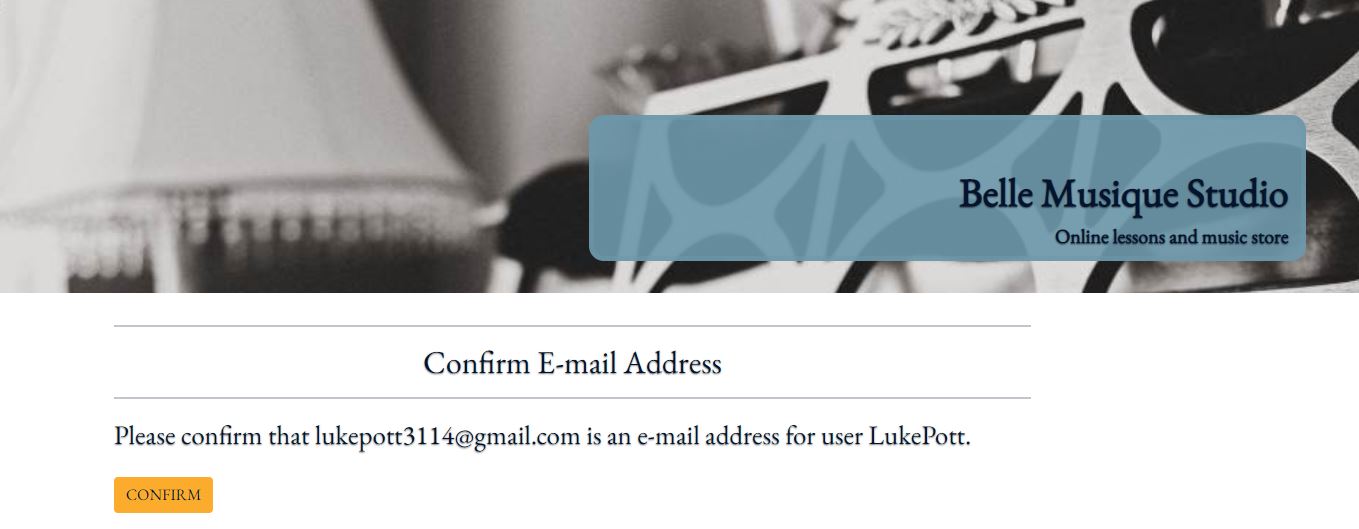 Belle Musique Studio
Online lessons and music store
Confirm E-mail Address
Please confirm that lukepott3114@gmail.com is an e-mail address for user LukePott.
CONFIRM